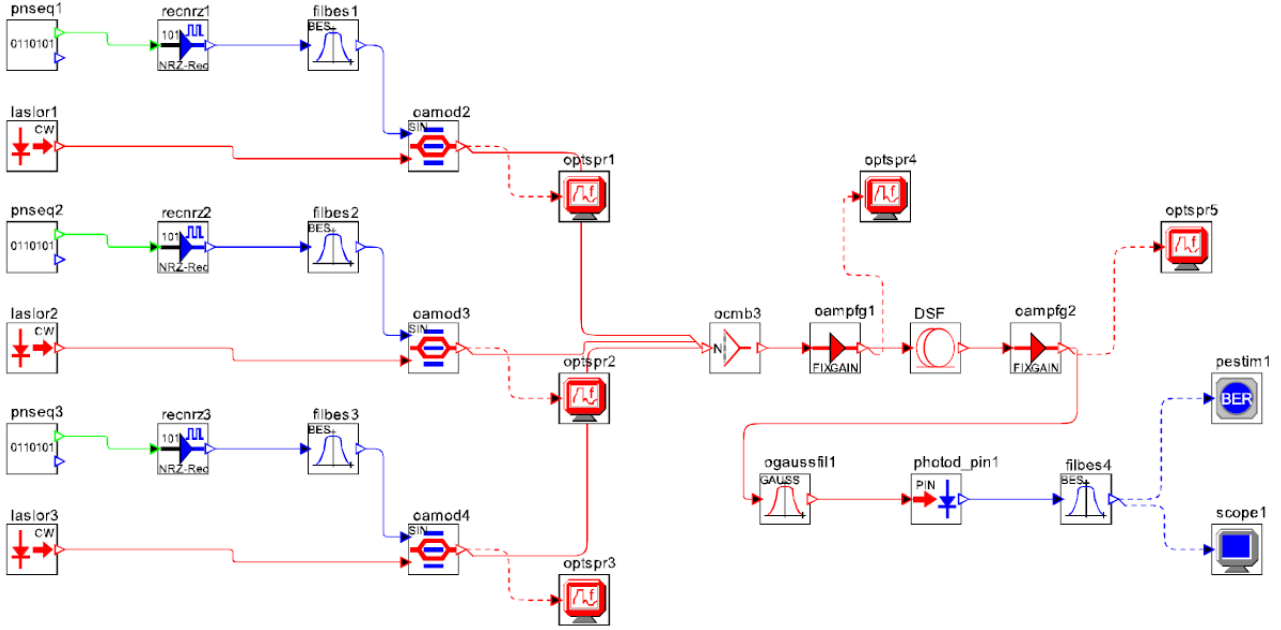 pnseq1 recnrz1 filbes1
0110101 101 NRZ-Rec BES
laslor1 oamod2
CW SIN
optspr1
optspr4
pnseq2 recnrz2 filbes2 optspr5
0110101 101 NRZ-Rec BES
laslor2 oamod3 ocmb3 oampfg1 DSF oampfg2
CW SIN N FIXGAIN FIXGAIN
optspr2 pestim1
BER
pnseq3 recnrz3 filbes3
0110101 101 NRZ-Rec BES
ogaussfil1 photod_pin1 filbes4
GAUSS PIN BES
laslor3 oamod4 scope1
CW SIN
optspr3